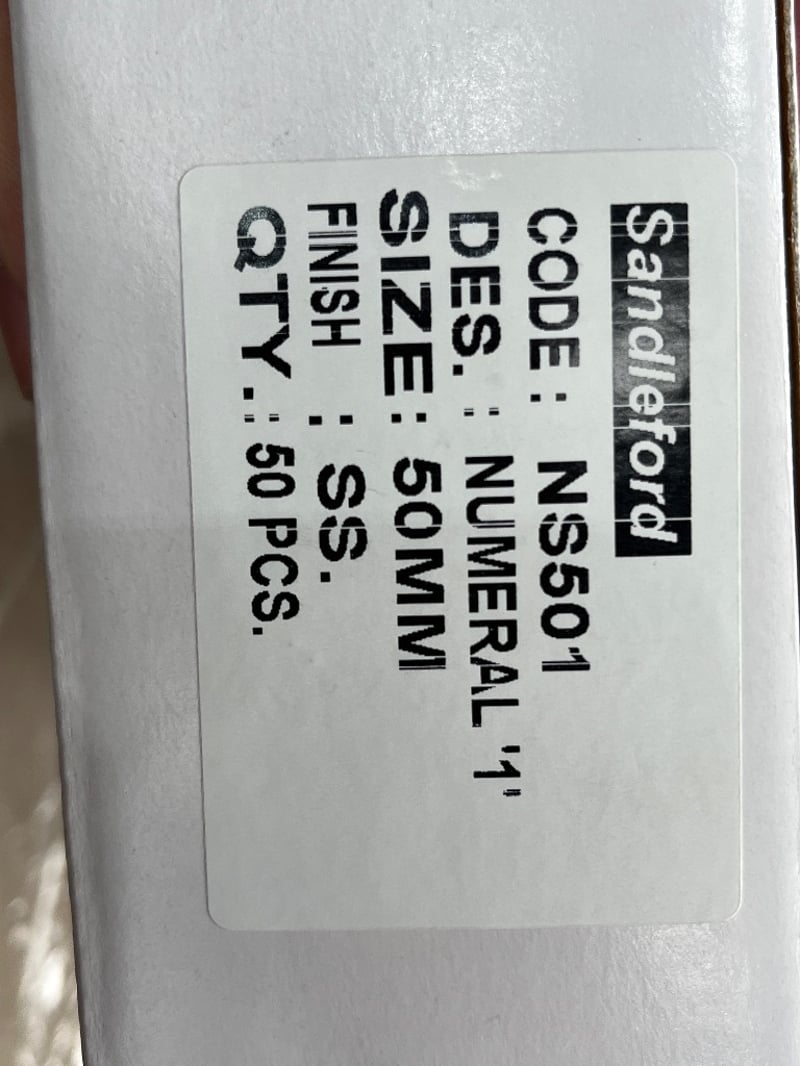 Sandleford
CODE : NS501
DES. : NUMERAL '1'
SIZE : 50MM
FINISH : SS.
QTY. : 50 PCS.